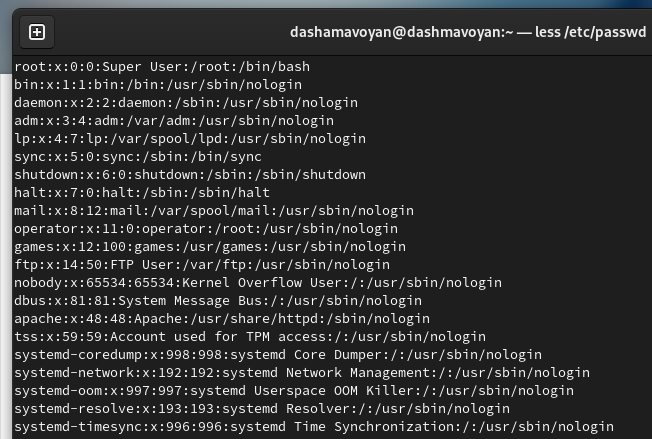 dashamavoyan@dashmavoyan:~ — less /etc/passwd
root:x:0:0:Super User:/root:/bin/bash
bin:x:1:1:bin:/bin:/usr/sbin/nologin
daemon:x:2:2:daemon:/sbin:/usr/sbin/nologin
adm:x:3:4:adm:/var/adm:/usr/sbin/nologin
lp:x:4:7:lp:/var/spool/lpd:/usr/sbin/nologin
sync:x:5:0:sync:/sbin:/bin/sync
shutdown:x:6:0:shutdown:/sbin:/sbin/shutdown
halt:x:7:0:halt:/sbin:/sbin/halt
mail:x:8:12:mail:/var/spool/mail:/usr/sbin/nologin
operator:x:11:0:operator:/root:/usr/sbin/nologin
games:x:12:100:games:/usr/games:/usr/sbin/nologin
ftp:x:14:50:FTP User:/var/ftp:/usr/sbin/nologin
nobody:x:65534:65534:Kernel Overflow User:/:/usr/sbin/nologin
dbus:x:81:81:System Message Bus:/:/usr/sbin/nologin
apache:x:48:48:Apache:/usr/share/httpd:/sbin/nologin
tss:x:59:59:Account used for TPM access:/:/usr/sbin/nologin
systemd-coredump:x:998:998:systemd Core Dumper:/:/usr/sbin/nologin
systemd-network:x:192:192:systemd Network Management:/:/usr/sbin/nologin
systemd-oom:x:997:997:systemd Userspace OOM Killer:/:/usr/sbin/nologin
systemd-resolve:x:193:193:systemd Resolver:/:/usr/sbin/nologin
systemd-timesync:x:996:996:systemd Time Synchronization:/:/usr/sbin/nologin